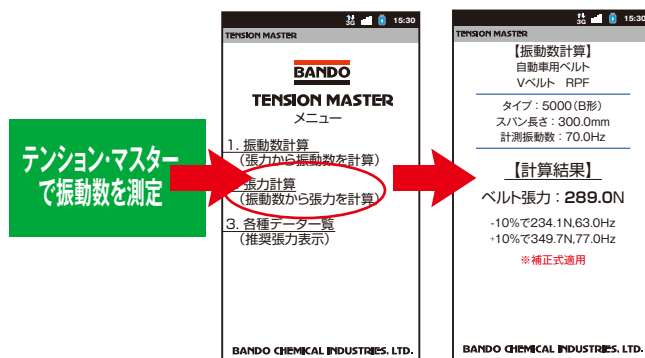 テンション・マスター
で振動数を測定
3G 15:30
TENSION MASTER
BANDO
TENSION MASTER
メニュー
1. 振動数計算
(張力から振動数を計算)
張力計算
(振動数から張力を計算)
3. 各種データ一覧
(推奨張力表示)
BANDO CHEMICAL INDUSTRIES, LTD.
3G 15:30
TENSION MASTER
【振動数計算】
自動車用ベルト
Vベルト RPF
タイプ：5000(B形)
スパン長さ：300.0mm
計測振動数：70.0Hz
【計算結果】
ベルト張力：289.0N
-10%で234.1N,63.0Hz
+10%で349.7N,77.0Hz
※補正式適用
BANDO CHEMICAL INDUSTRIES, LTD.